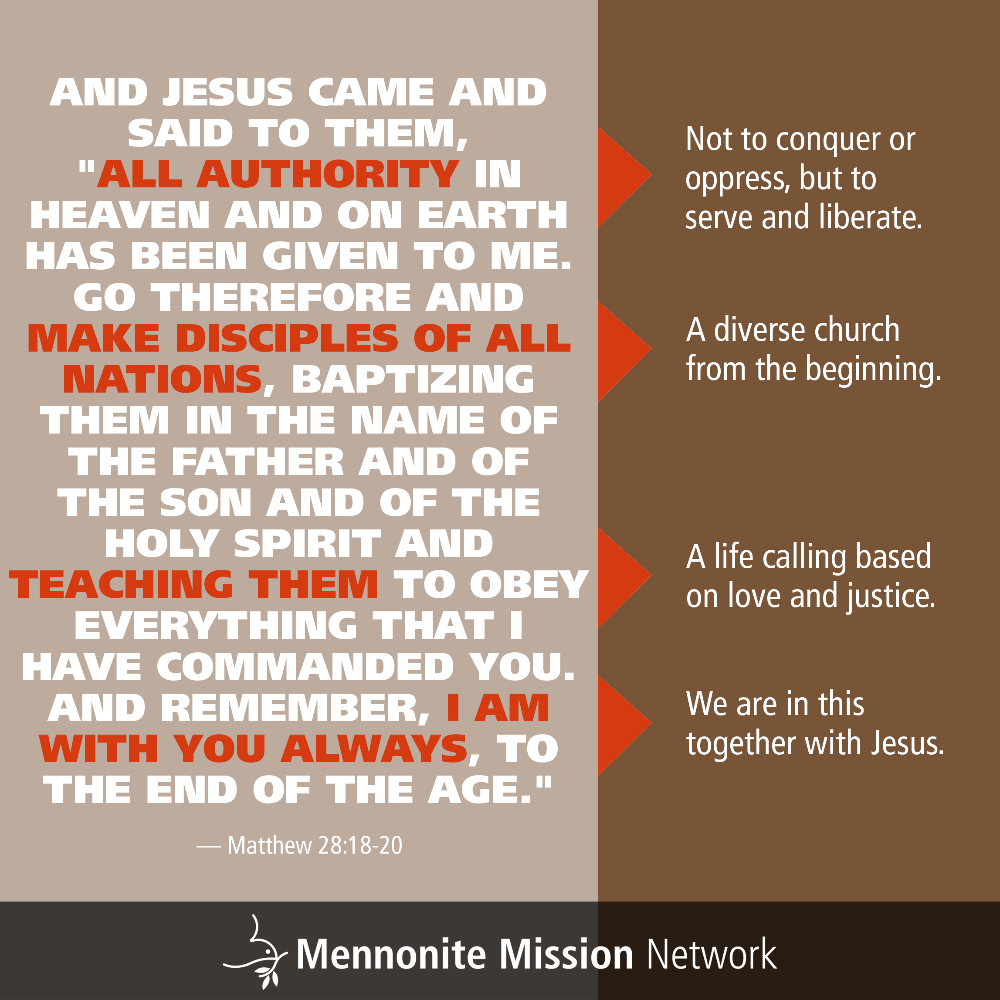 AND JESUS CAME AND
SAID TO THEM,
"ALL AUTHORITY IN
HEAVEN AND ON EARTH
HAS BEEN GIVEN TO ME.
GO THEREFORE AND
MAKE DISCIPLES OF ALL
NATIONS, BAPTIZING
THEM IN THE NAME OF
THE FATHER AND OF
THE SON AND OF THE
HOLY SPIRIT AND
TEACHING THEM TO OBEY
EVERYTHING THAT I
HAVE COMMANDED YOU.
AND REMEMBER, I AM
WITH YOU ALWAYS, TO
THE END OF THE AGE."
— Matthew 28:18-20
Not to conquer or
oppress, but to
serve and liberate.
A diverse church
from the beginning.
A life calling based
on love and justice.
We are in this
together with Jesus.
Mennonite Mission Network